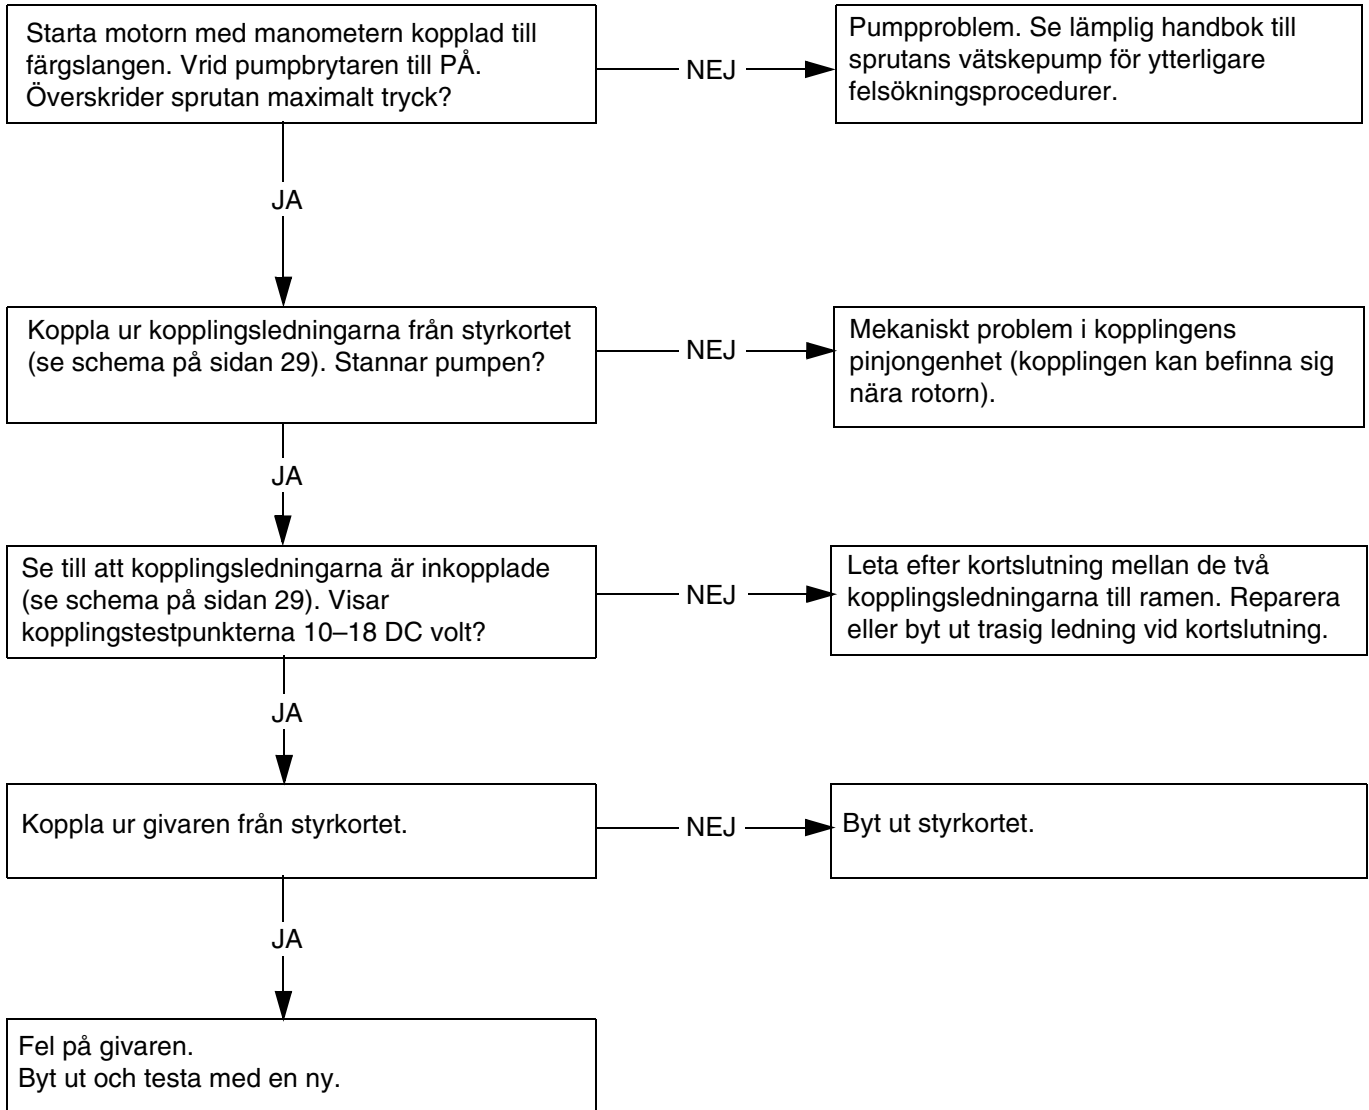 Starta motorn med manometern kopplad till
färgslangen. Vrid pumpbrytaren till PÅ.
Överskrider sprutan maximalt tryck?
NEJ
Pumpproblem. Se lämplig handbok till
sprutans vätskepump för ytterligare
felsökningsprocedurer.
JA
Koppla ur kopplingsledningarna från styrkortet
(se schema på sidan 29). Stannar pumpen?
NEJ
Mekaniskt problem i kopplingens
pinjongenhet (kopplingen kan befinna sig
nära rotorn).
JA
Se till att kopplingsledningarna är inkopplade
(se schema på sidan 29). Visar
kopplingstestpunkterna 10–18 DC volt?
NEJ
Leta efter kortslutning mellan de två
kopplingsledningarna till ramen. Reparera
eller byt ut trasig ledning vid kortslutning.
JA
Koppla ur givaren från styrkortet.
NEJ
Byt ut styrkortet.
JA
Fel på givaren.
Byt ut och testa med en ny.